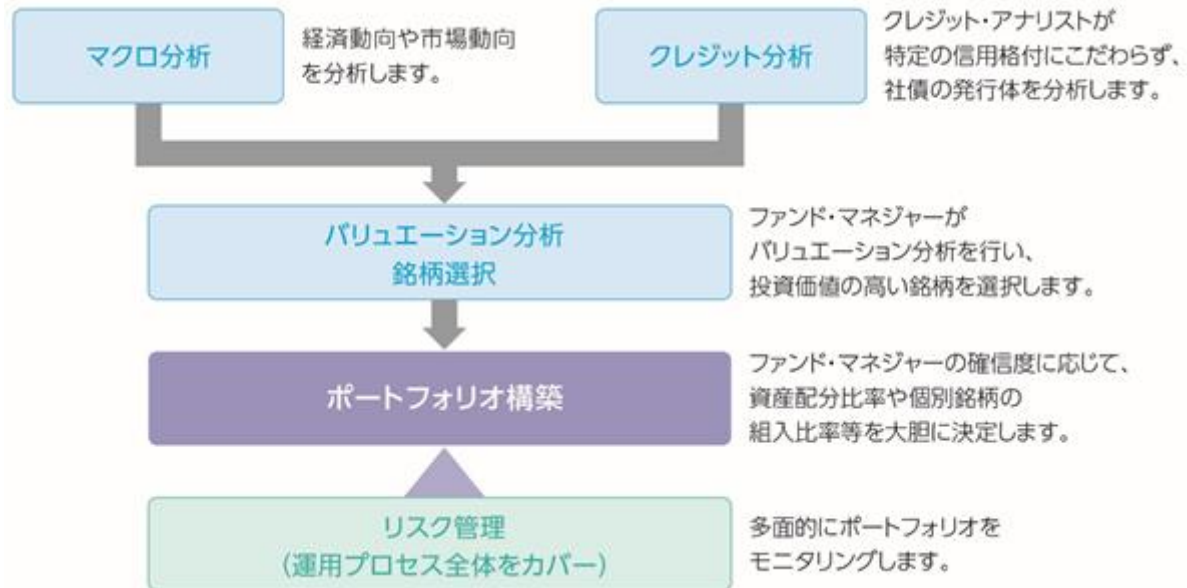 マクロ分析
経済動向や市場動向
を分析します。
クレジット分析
クレジット・アナリストが
特定の信用格付にこだわらず、
社債の発行体を分析します。
バリュエーション分析
銘柄選択
ファンド・マネジャーが
バリュエーション分析を行い、
投資価値の高い銘柄を選択します。
ポートフォリオ構築
ファンド・マネジャーの確信度に応じて、
資産配分比率や個別銘柄の
組入比率等を大胆に決定します。
リスク管理
(運用プロセス全体をカバー)
多面的にポートフォリオを
モニタリングします。